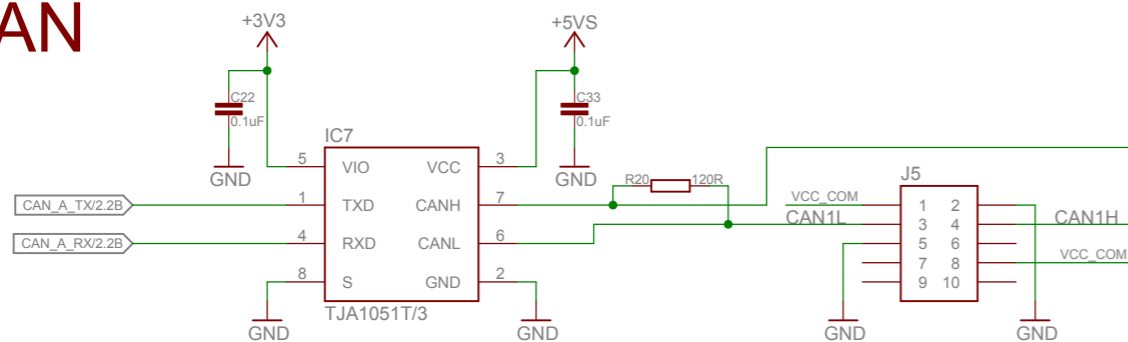 AN
+3V3
+5VS
C22
0.1uF
C33
0.1uF
GND
GND
IC7
5 VIO VCC 3
1 TXD CANH 7
4 RXD CANL 6
8 S GND 2
TJA1051T/3
CAN_A_TX/2.2B
CAN_A_RX/2.2B
GND
GND
R20 120R
J5
VCC_COM
CAN1L
1 2
3 4
5 6
7 8
9 10
CAN1H
VCC_COM
GND
GND